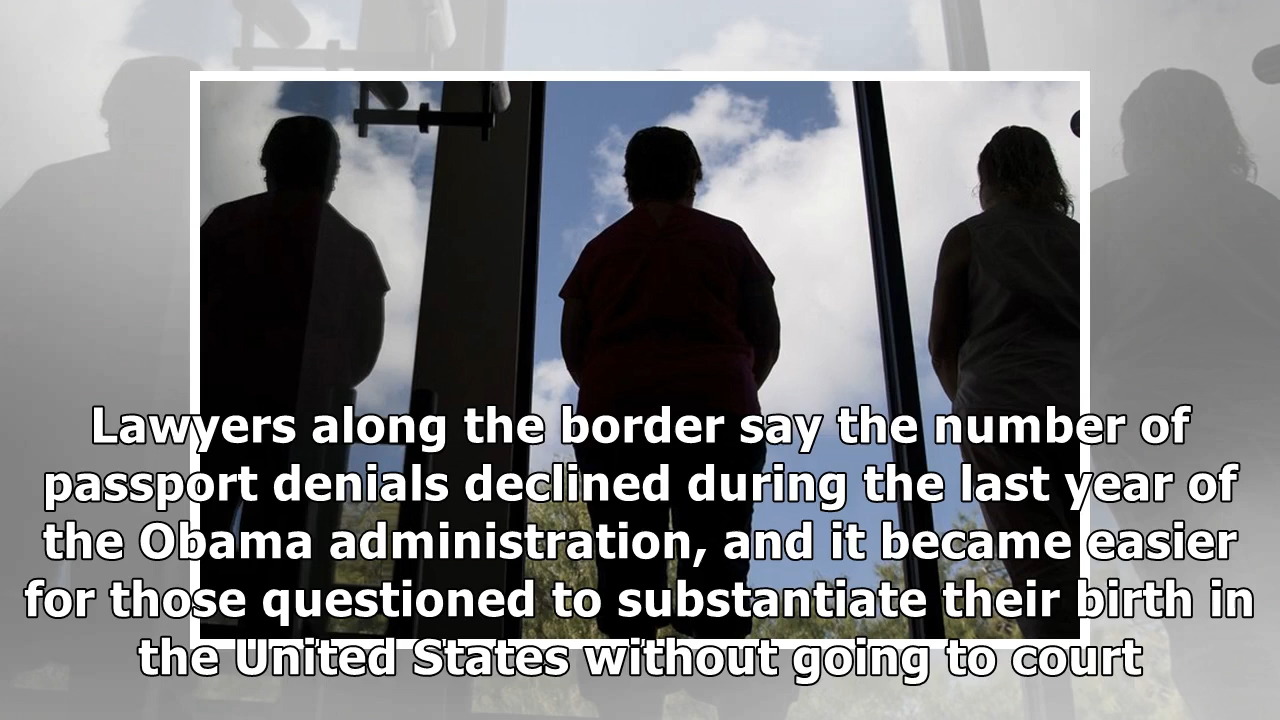 Lawyers along the border say the number of
passport denials declined during the last year of
the Obama administration, and it became easier
for those questioned to substantiate their birth in
the United States without going to court